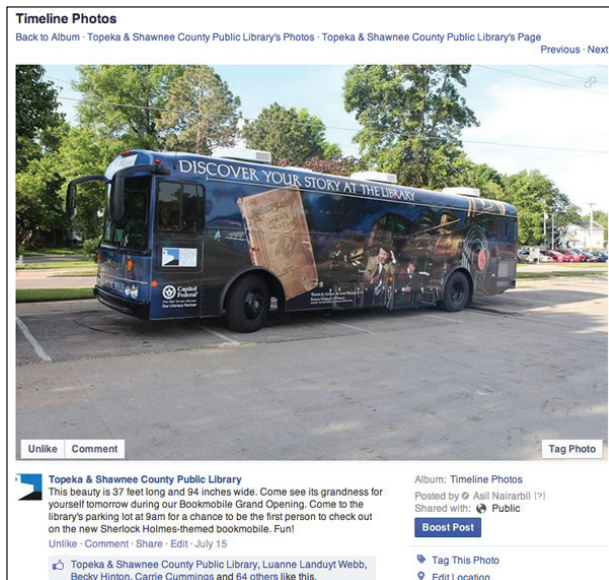 Timeline Photos
Back to Album · Topeka & Shawnee County Public Library's Photos · Topeka & Shawnee County Public Library's Page
Previous · Next
DISCOVER YOUR STORY AT THE LIBRARY
Capitol
Federal
Our Literacy Partner
Unlike Comment
Tag Photo
Topeka & Shawnee County Public Library
This beauty is 37 feet long and 94 inches wide. Come see its grandness for
yourself tomorrow during our Bookmobile Grand Opening. Come to the
library's parking lot at 9am for a chance to be the first person to check out
on the new Sherlock Holmes-themed bookmobile. Fun!
Unlike · Comment · Share · Edit · July 15
Topeka & Shawnee County Public Library, Luanne Landuyt Webb,
Becky Hinton, Carrie Cummings and 64 others like this.
Album: Timeline Photos
Posted by Asil Nairarbil [?]
Shared with: Public
Boost Post
Tag This Photo
Edit Location